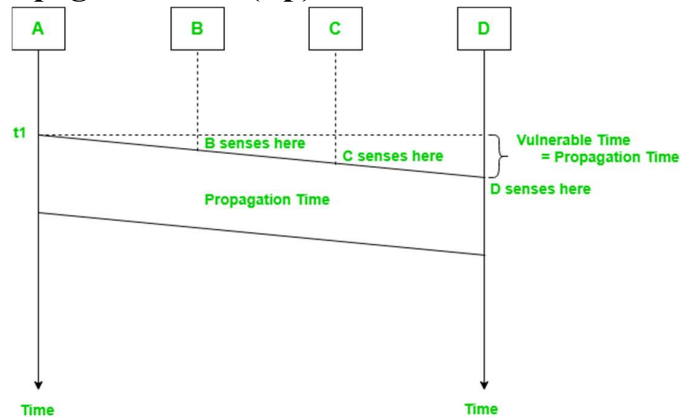 A
B
C
D
t1
B senses here
C senses here
Vulnerable Time
= Propagation Time
D senses here
Propagation Time
Time
Time